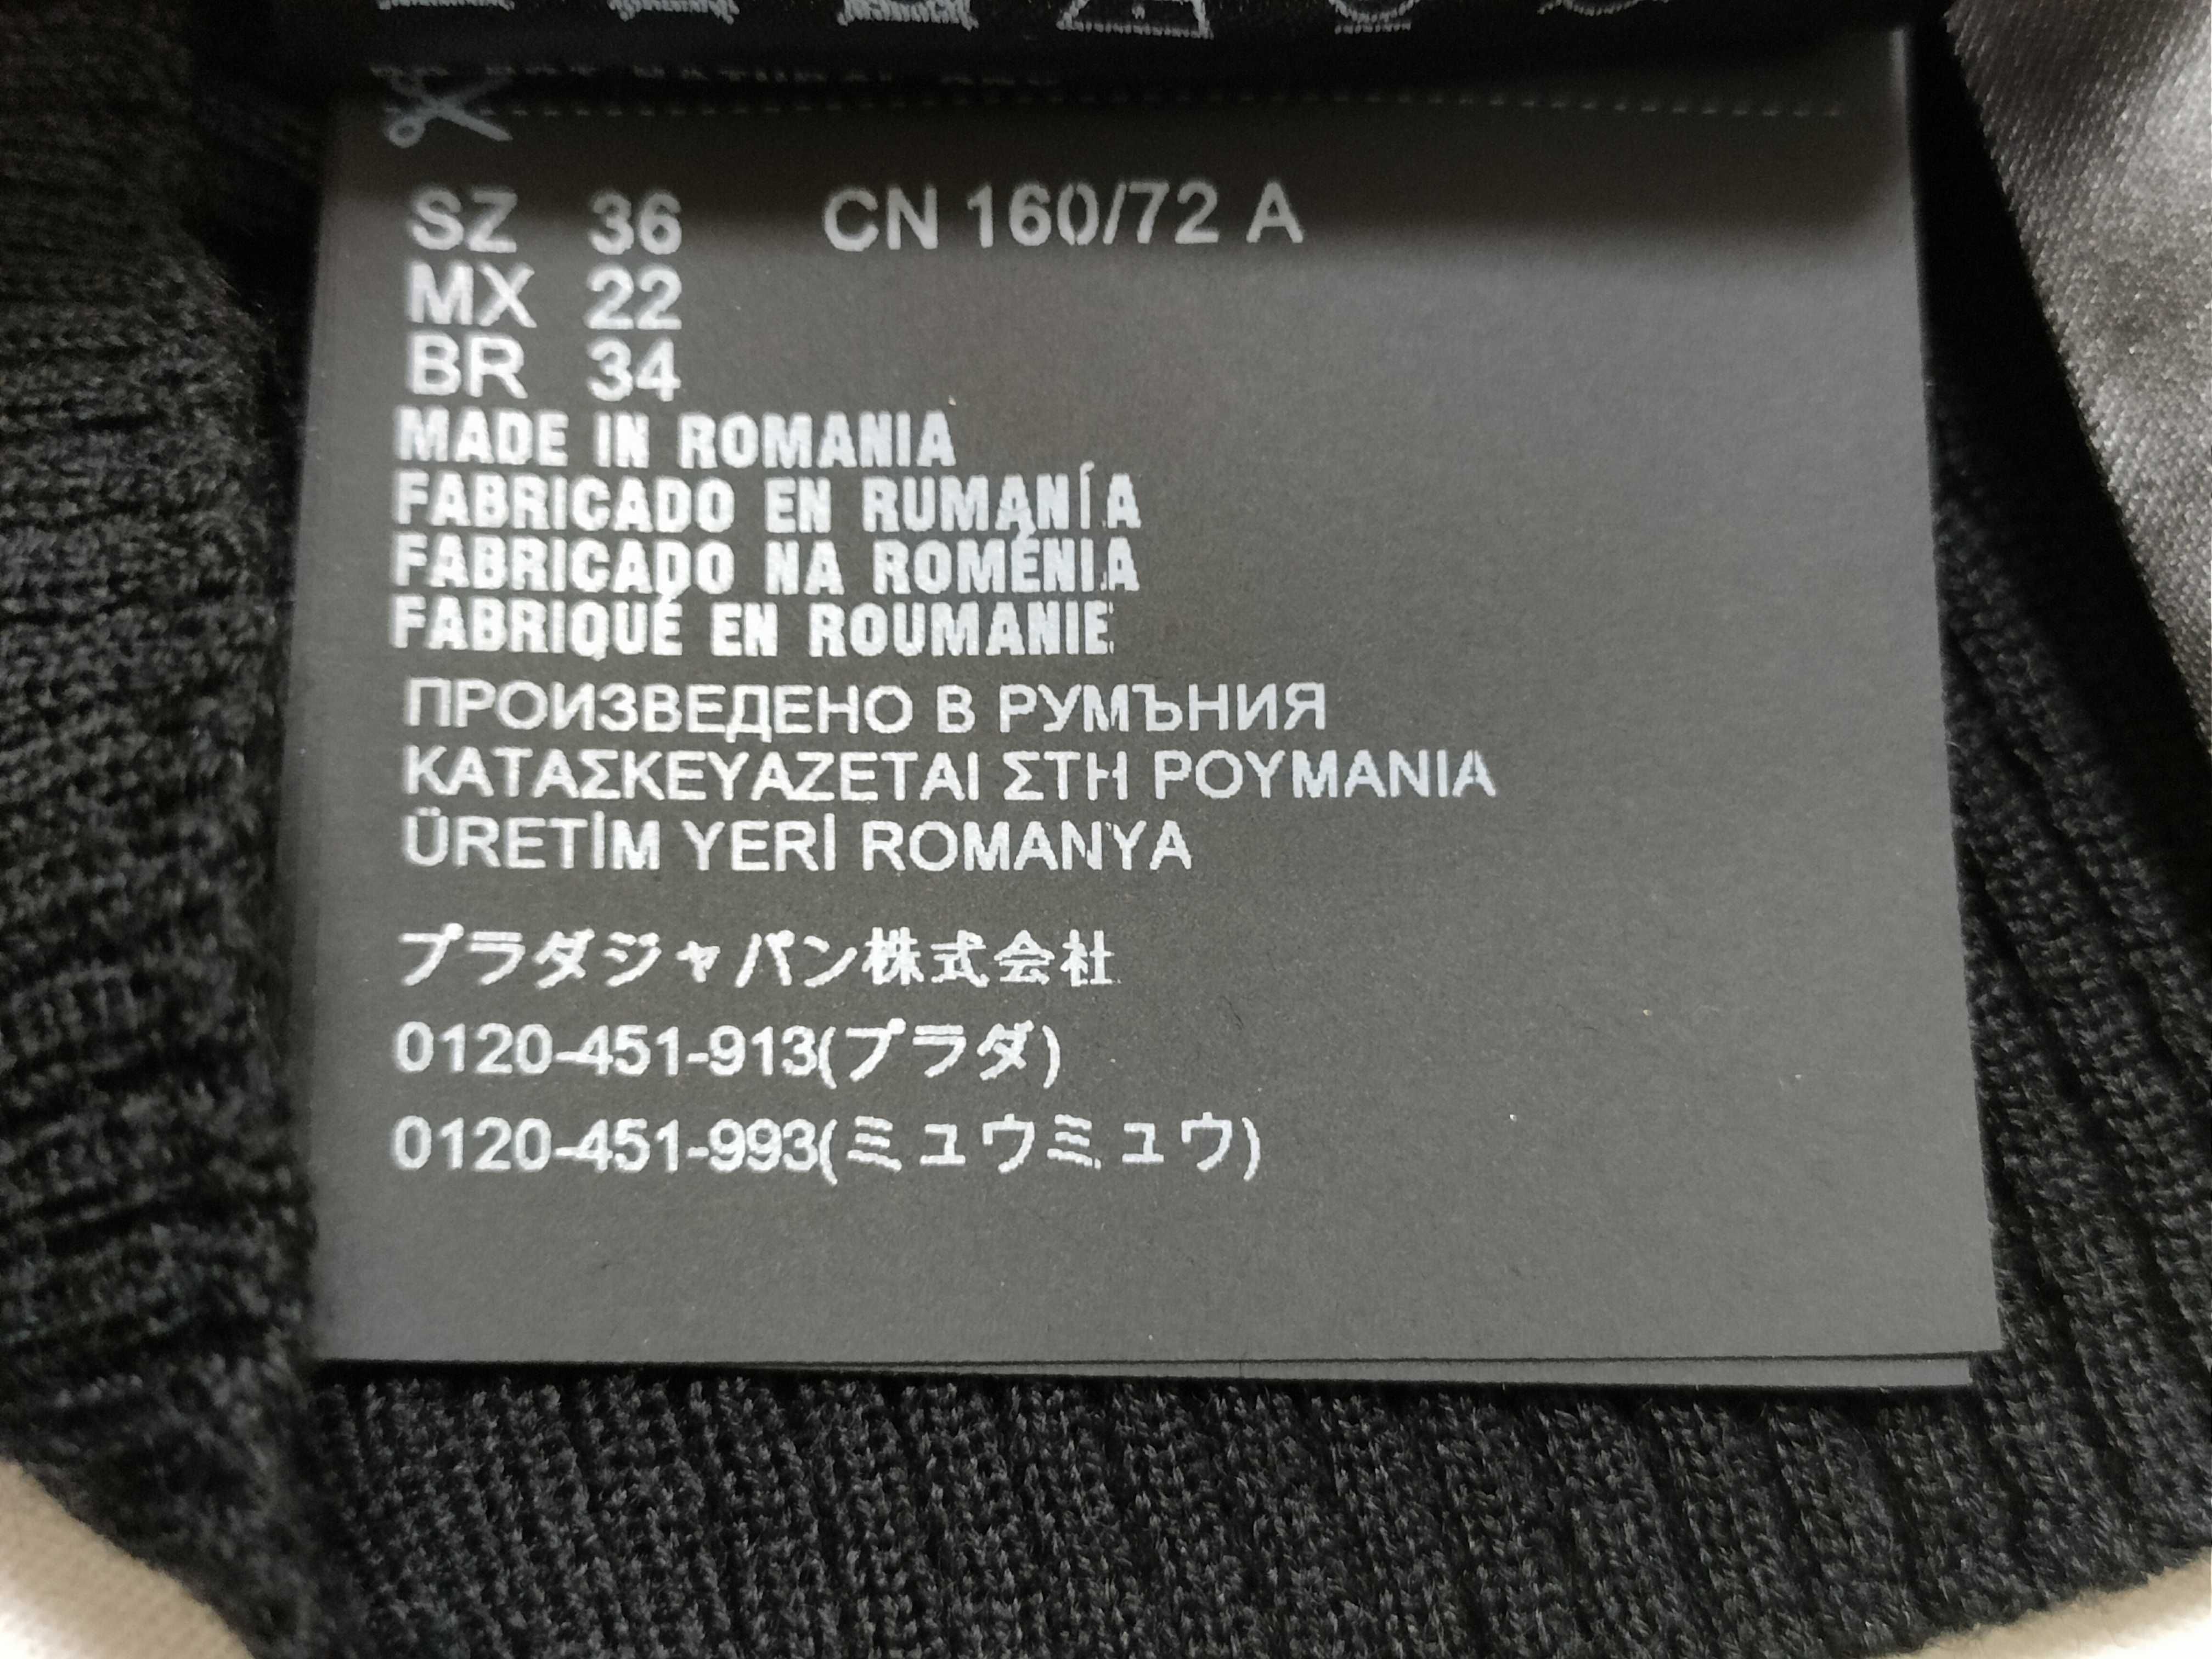 SZ 36 CN 160/72 A
MX 22
BR 34
MADE IN ROMANIA
FABRICADO EN RUMANÍA
FABRICADO NA ROMÉNIA
FABRIQUÉ EN ROUMANIE
ПРОИЗВЕДЕНО В РУМЪНИЯ
ΚΑΤΑΣΚΕΥΑΖΕΤΑΙ ΣΤΗ ΡΟΥΜΑΝΙΑ
ÜRETİM YERİ ROMANYA
プラダジャパン株式会社
0120-451-913(プラダ)
0120-451-993(ミュウミュウ)